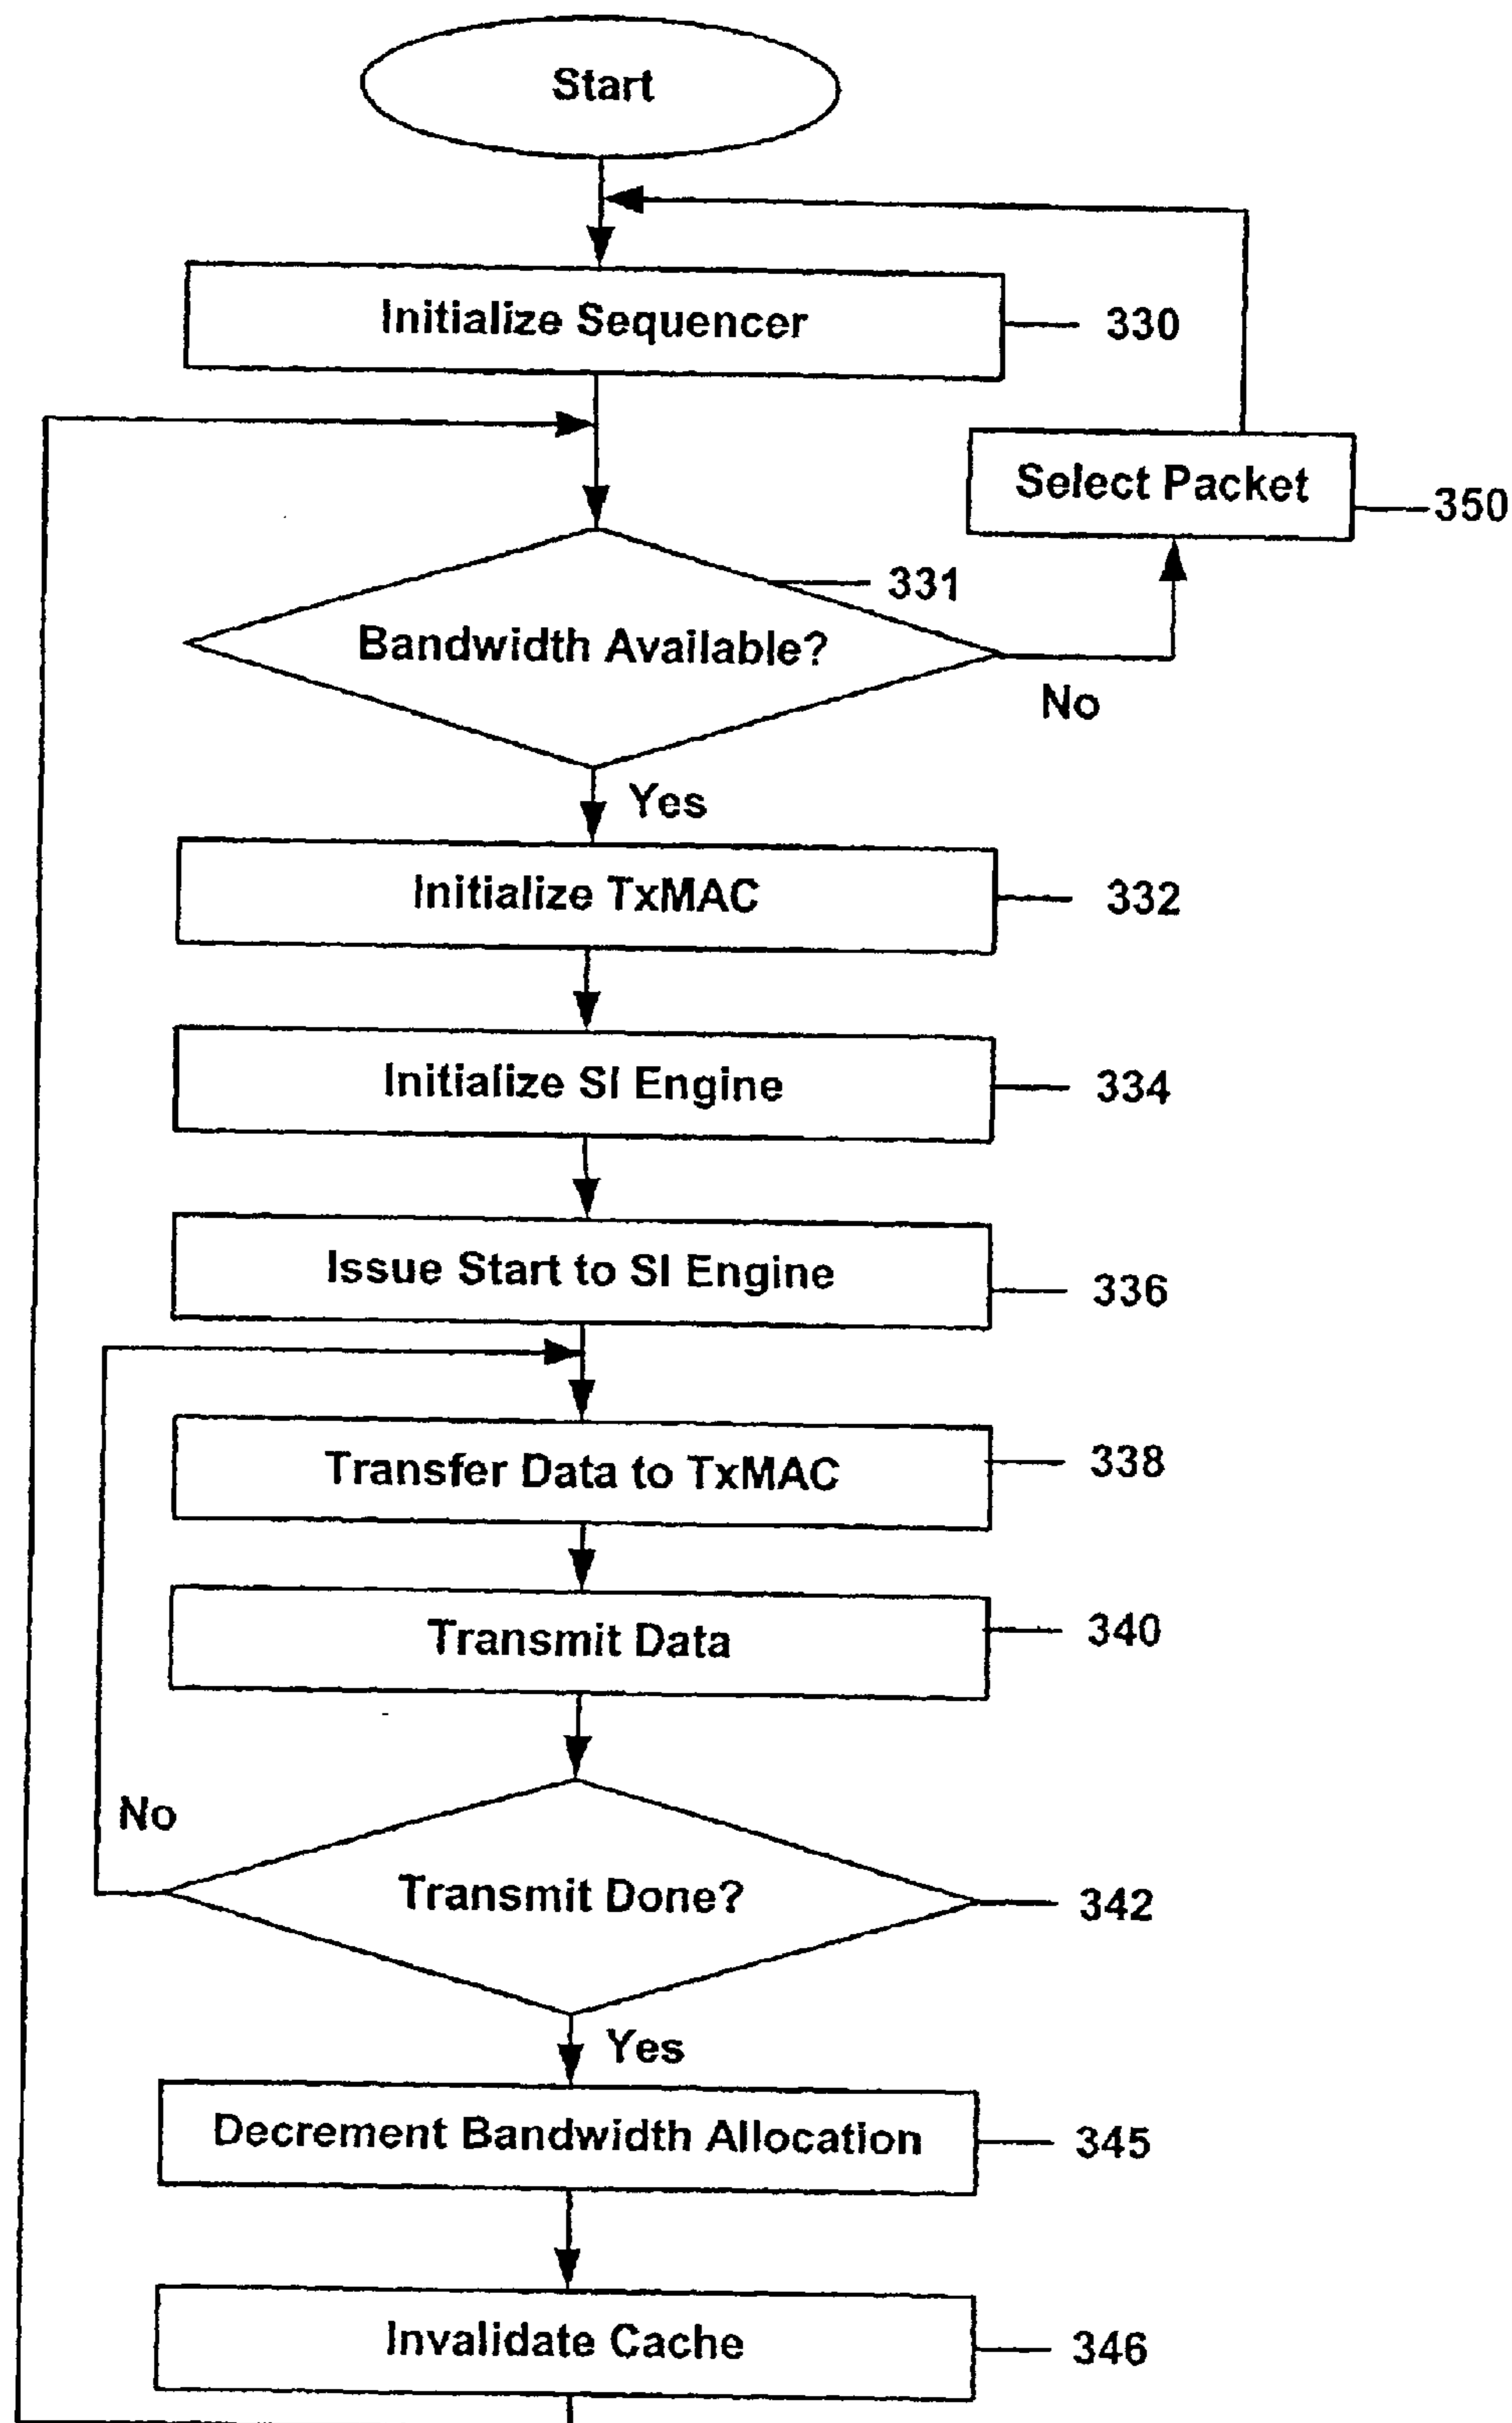 Start
Initialize Sequencer
330
Select Packet
350
331
Bandwidth Available?
No
Yes
Initialize TxMAC
332
Initialize SI Engine
334
Issue Start to SI Engine
336
Transfer Data to TxMAC
338
Transmit Data
340
No
Transmit Done?
342
Yes
Decrement Bandwidth Allocation
345
Invalidate Cache
346